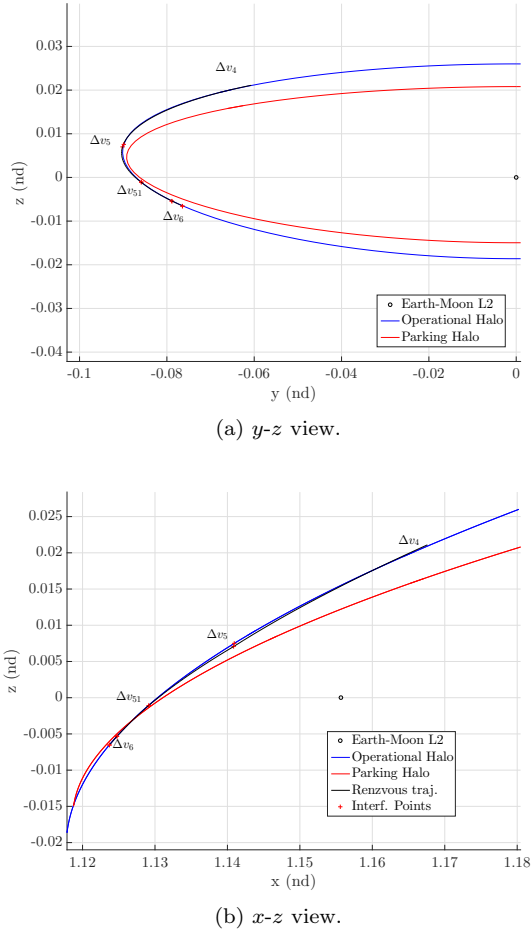 0.03
0.02
0.01
0
-0.01
-0.02
-0.03
-0.04
z (nd)
Δv4
Δv5
Δv51
Δv6
Earth-Moon L2
Operational Halo
Parking Halo
-0.1 -0.08 -0.06 -0.04 -0.02 0
y (nd)
(a) y-z view.
0.025
0.02
0.015
0.01
0.005
0
-0.005
-0.01
-0.015
-0.02
z (nd)
Δv4
Δv5
Δv51
Δv6
Earth-Moon L2
Operational Halo
Parking Halo
Renzvous traj.
Interf. Points
1.12 1.13 1.14 1.15 1.16 1.17 1.18
x (nd)
(b) x-z view.